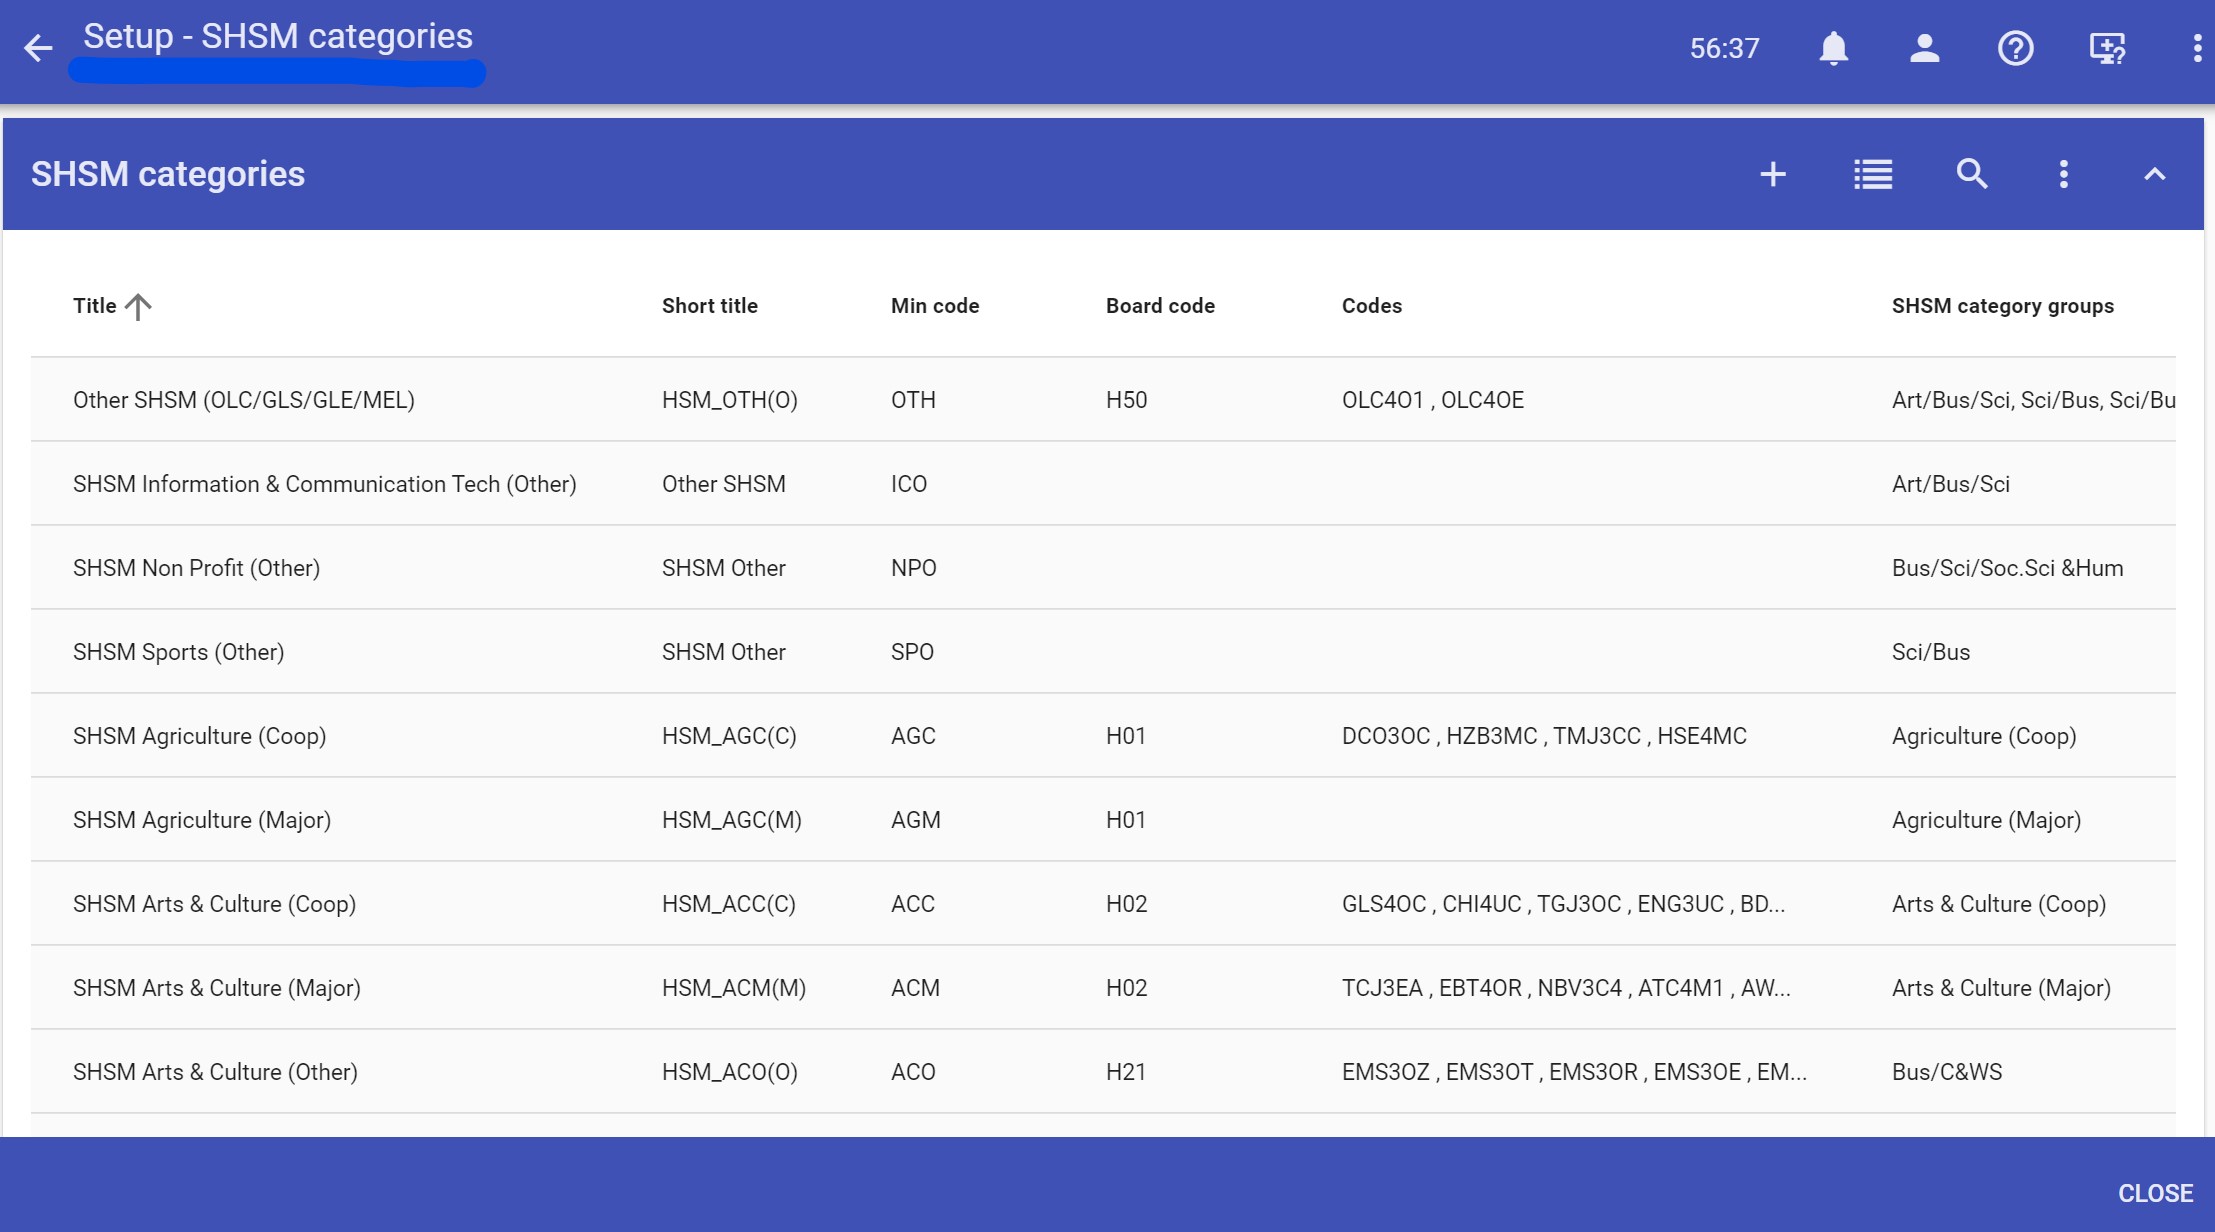 Setup - SHSM categories
56:37
SHSM categories
Title Short title Min code Board code Codes SHSM category groups
Other SHSM (OLC/GLS/GLE/MEL) HSM_OTH(O) OTH H50 OLC4O1 , OLC4OE Art/Bus/Sci, Sci/Bus, Sci/Bu
SHSM Information & Communication Tech (Other) Other SHSM ICO Art/Bus/Sci
SHSM Non Profit (Other) SHSM Other NPO Bus/Sci/Soc.Sci &Hum
SHSM Sports (Other) SHSM Other SPO Sci/Bus
SHSM Agriculture (Coop) HSM_AGC(C) AGC H01 DCO3OC , HZB3MC , TMJ3CC , HSE4MC Agriculture (Coop)
SHSM Agriculture (Major) HSM_AGC(M) AGM H01 Agriculture (Major)
SHSM Arts & Culture (Coop) HSM_ACC(C) ACC H02 GLS4OC , CHI4UC , TGJ3OC , ENG3UC , BD... Arts & Culture (Coop)
SHSM Arts & Culture (Major) HSM_ACM(M) ACM H02 TCJ3EA , EBT4OR , NBV3C4 , ATC4M1 , AW... Arts & Culture (Major)
SHSM Arts & Culture (Other) HSM_ACO(O) ACO H21 EMS3OZ , EMS3OT , EMS3OR , EMS3OE , EM... Bus/C&WS
CLOSE